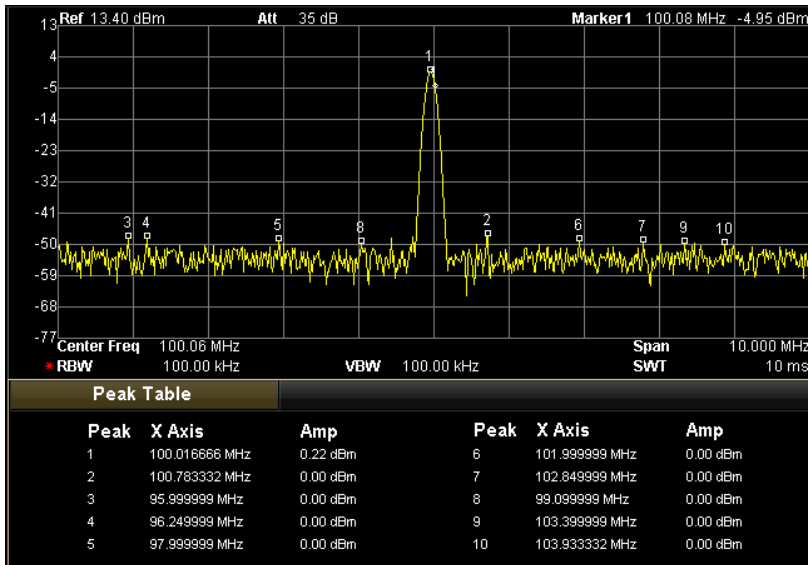 Ref 13.40 dBm Att 35 dB Marker1 100.08 MHz -4.95 dBm
13
4
-5
-14
-23
-32
-41
-50
-59
-68
-77
1
3 4 5 8 2 6 7 9 10
Center Freq 100.06 MHz Span 10.000 MHz
* RBW 100.00 kHz VBW 100.00 kHz SWT 10 ms
Peak Table
Peak X Axis Amp Peak X Axis Amp
1 100.016666 MHz 0.22 dBm 6 101.999999 MHz 0.00 dBm
2 100.783332 MHz 0.00 dBm 7 102.849999 MHz 0.00 dBm
3 95.999999 MHz 0.00 dBm 8 99.099999 MHz 0.00 dBm
4 96.249999 MHz 0.00 dBm 9 103.399999 MHz 0.00 dBm
5 97.999999 MHz 0.00 dBm 10 103.933332 MHz 0.00 dBm